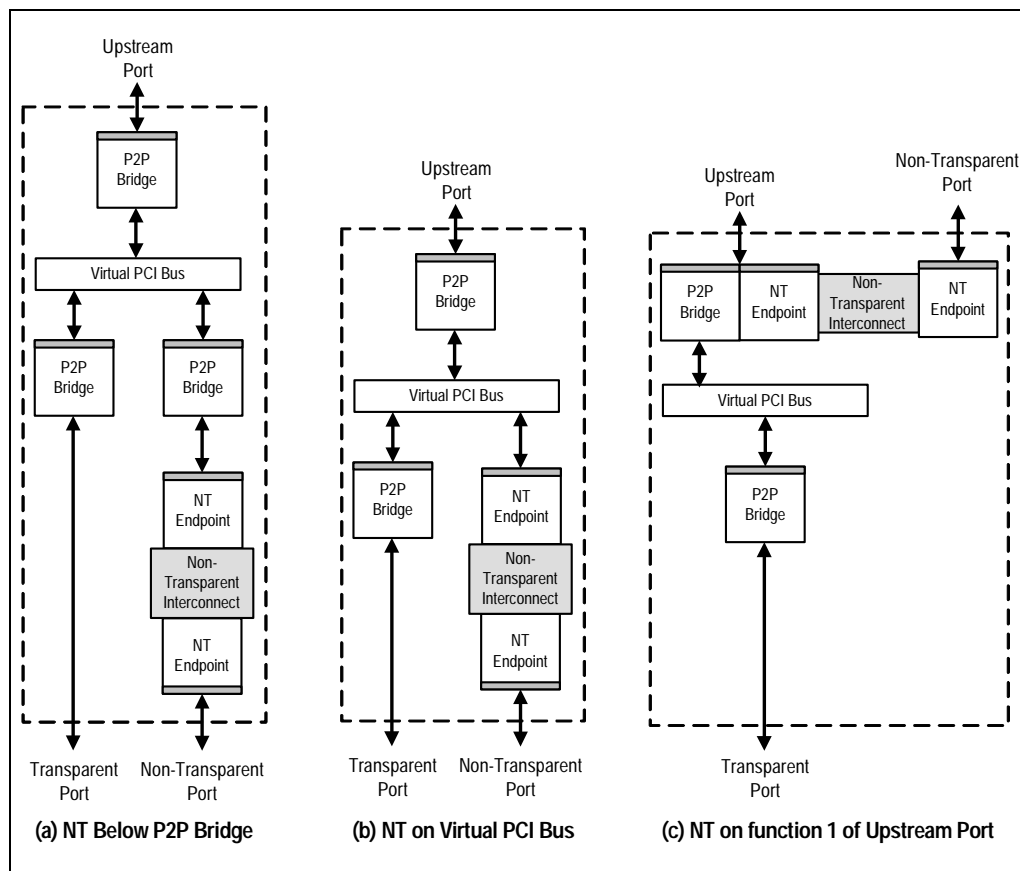 Upstream
Port
P2P
Bridge
Virtual PCI Bus
P2P
Bridge
P2P
Bridge
NT
Endpoint
Non-
Transparent
Interconnect
NT
Endpoint
Transparent
Port
Non-Transparent
Port
(a) NT Below P2P Bridge
Upstream
Port
P2P
Bridge
Virtual PCI Bus
P2P
Bridge
NT
Endpoint
Non-
Transparent
Interconnect
NT
Endpoint
Transparent
Port
Non-Transparent
Port
(b) NT on Virtual PCI Bus
Upstream
Port
Non-Transparent
Port
P2P
Bridge
NT
Endpoint
Non-
Transparent
Interconnect
NT
Endpoint
Virtual PCI Bus
P2P
Bridge
Transparent
Port
(c) NT on function 1 of Upstream Port